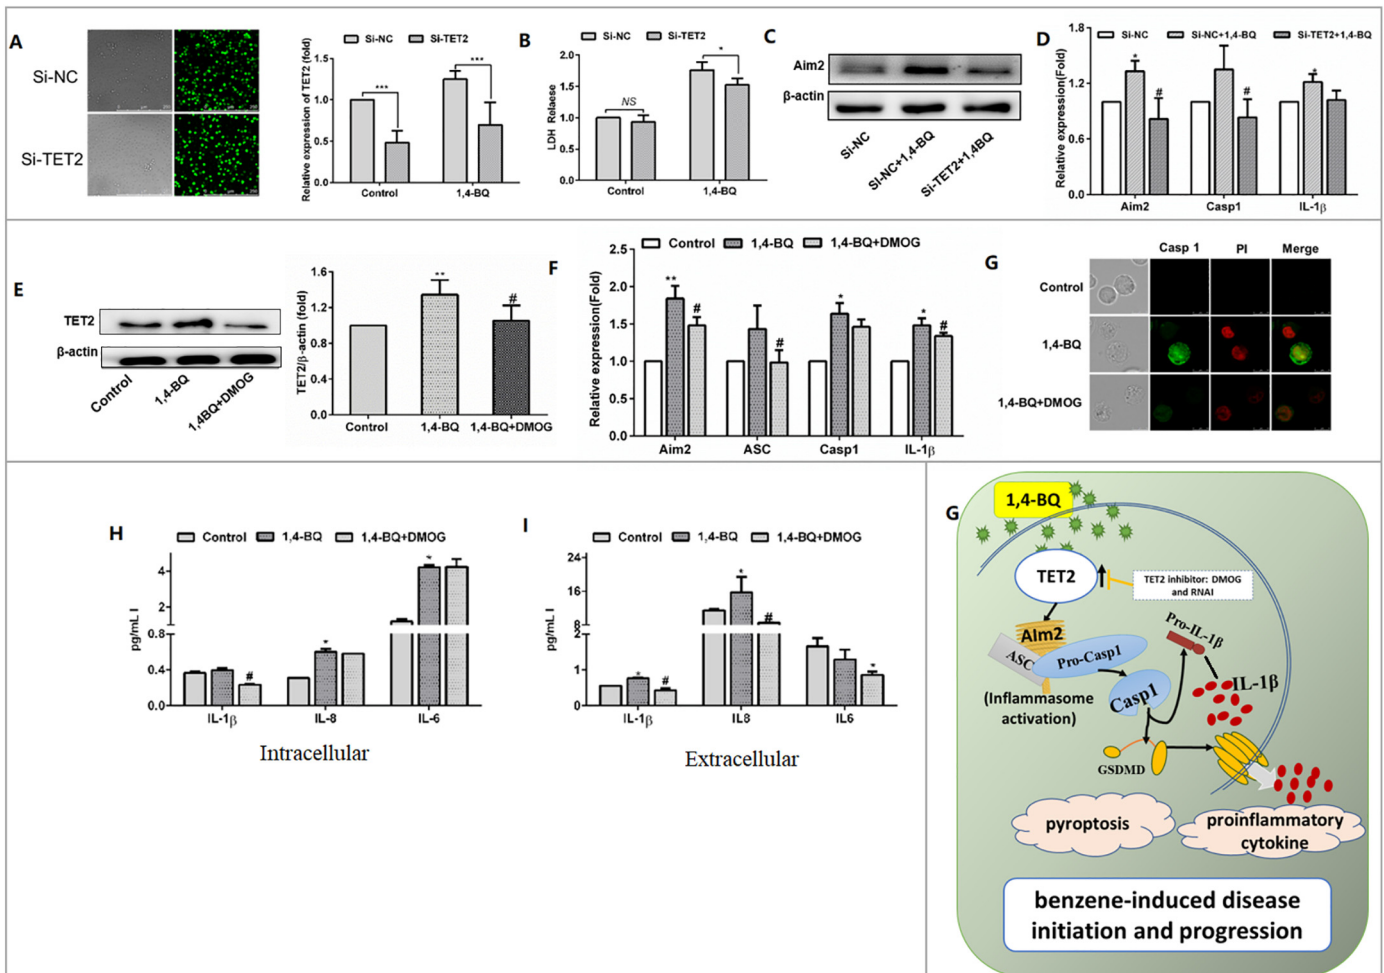 A
Si-NC
Si-TET2
Si-NC Si-TET2
Relative expression of TET2 (fold)
1.5
1.0
0.5
0.0
***
***
Control 1,4-BQ
B
Si-NC Si-TET2
LDH Relaese
2.0
1.5
1.0
0.5
0.0
NS
*
Control 1,4-BQ
C
Aim2
β-actin
Si-NC
Si-NC+1,4-BQ
Si-TET2+1,4BQ
D
Si-NC Si-NC+1,4-BQ Si-TET2+1,4-BQ
Relative expression(Fold)
1.8
1.2
0.6
0.0
* # # *
Aim2 Casp1 IL-1β
E
TET2
β-actin
Control
1,4-BQ
1,4BQ+DMOG
TET2/β-actin (fold)
1.6
1.2
0.8
0.4
0.0
** #
Control 1,4-BQ 1,4-BQ+DMOG
F
Control 1,4-BQ 1,4-BQ+DMOG
Relative expression(Fold)
2.5
2.0
1.5
1.0
0.5
0.0
** # # * * #
Aim2 ASC Casp1 IL-1β
G
Casp 1 PI Merge
Control
1,4-BQ
1,4-BQ+DMOG
H
Control 1,4-BQ 1,4-BQ+DMOG
pg/mL l
4
2
0.8
0.4
0.0
# * *
IL-1β IL-8 IL-6
Intracellular
I
Control 1,4-BQ 1,4-BQ+DMOG
pg/mL l
24
16
8
2
1
0
* # * # *
IL-1β IL8 IL6
Extracellular
G
1,4-BQ
TET2
TET2 inhibitor: DMOG
and RNAI
AIm2
ASC
Pro-Casp1
Pro-IL-1β
(Inflammasome
activation)
Casp1
IL-1β
GSDMD
pyroptosis
proinflammatory
cytokine
benzene-induced disease
initiation and progression